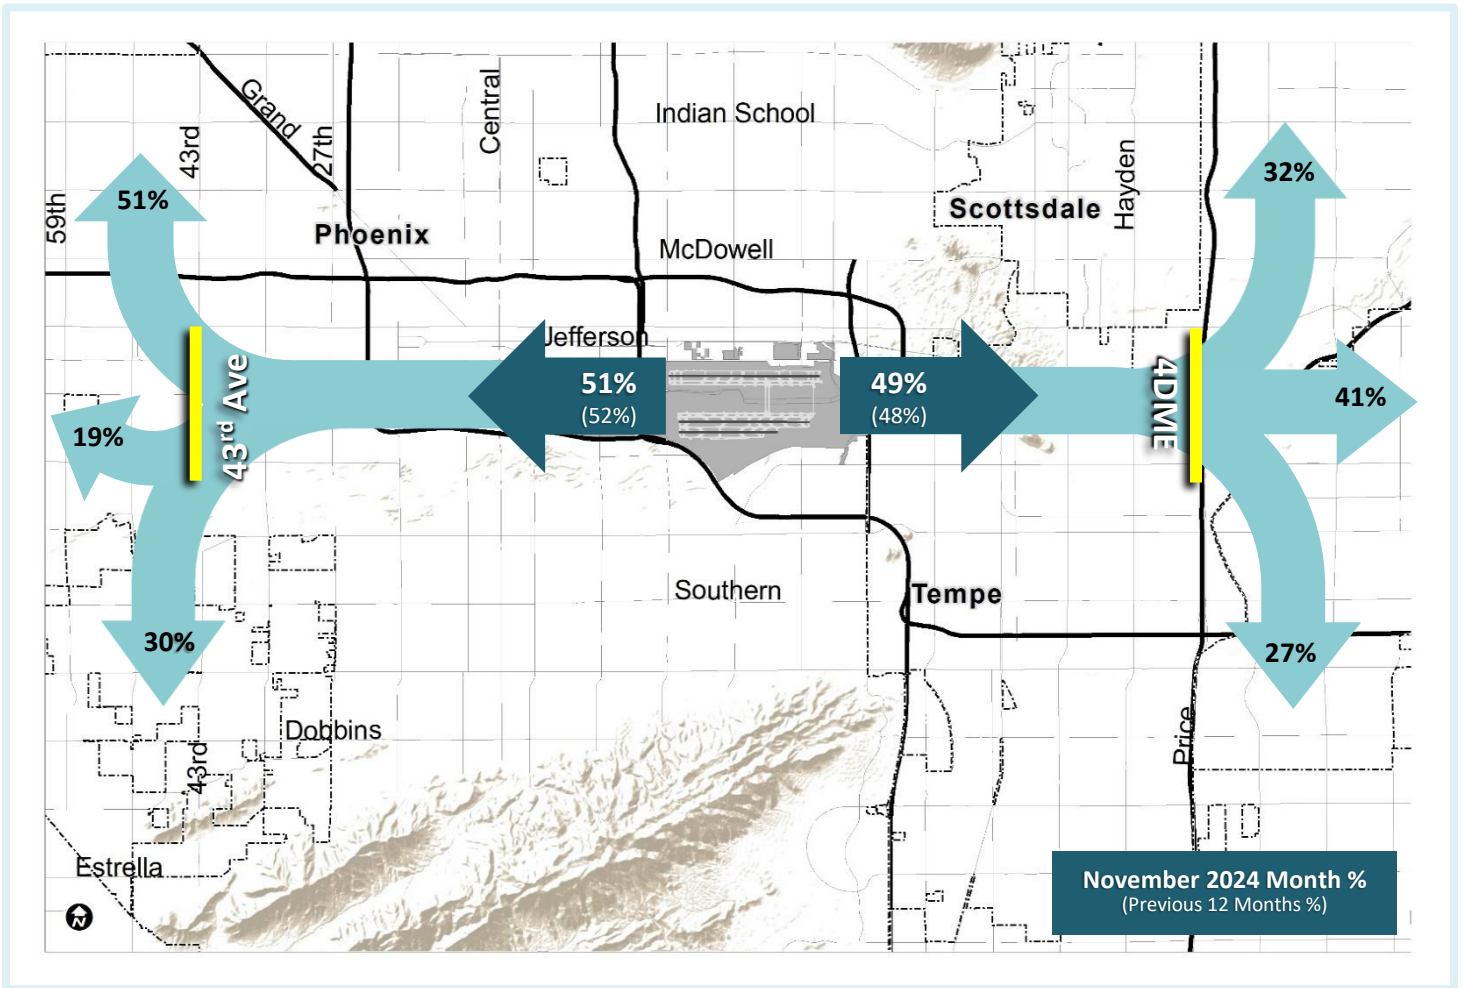 Grand
43rd
27th
Central
Indian School
Hayden
32%
51%
59th
Scottsdale
Phoenix
McDowell
Jefferson
51%
(52%)
49%
(48%)
43rd Ave
4DME
41%
19%
Southern
Tempe
30%
27%
Dobbins
43rd
Price
Estrella
N
November 2024 Month %
(Previous 12 Months %)